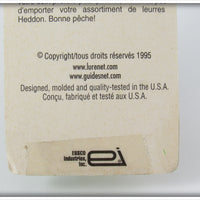 d'emporter votre assortiment de leurres
Heddon. Bonne pêche!
© Copyright/tous droits réservés 1995
www.lurenet.com
www.guidesnet.com
Designed, molded and quality-tested in the U.S.A.
Conçu, fabriqué et testé aux U.S.A.
EBSCO
Industries,
Inc.